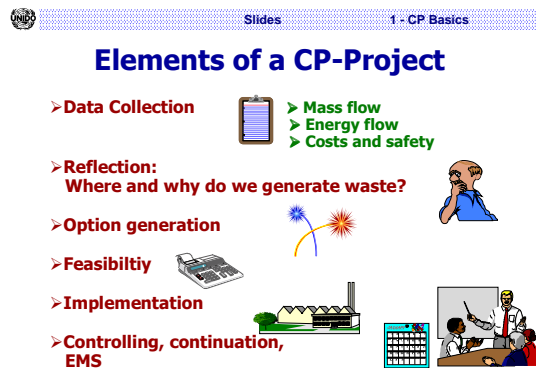 UNIDO
Slides 1 - CP Basics
Elements of a CP-Project
➢Data Collection
➢ Mass flow
➢ Energy flow
➢ Costs and safety
➢Reflection:
Where and why do we generate waste?
➢Option generation
➢Feasibiltiy
➢Implementation
➢Controlling, continuation,
EMS